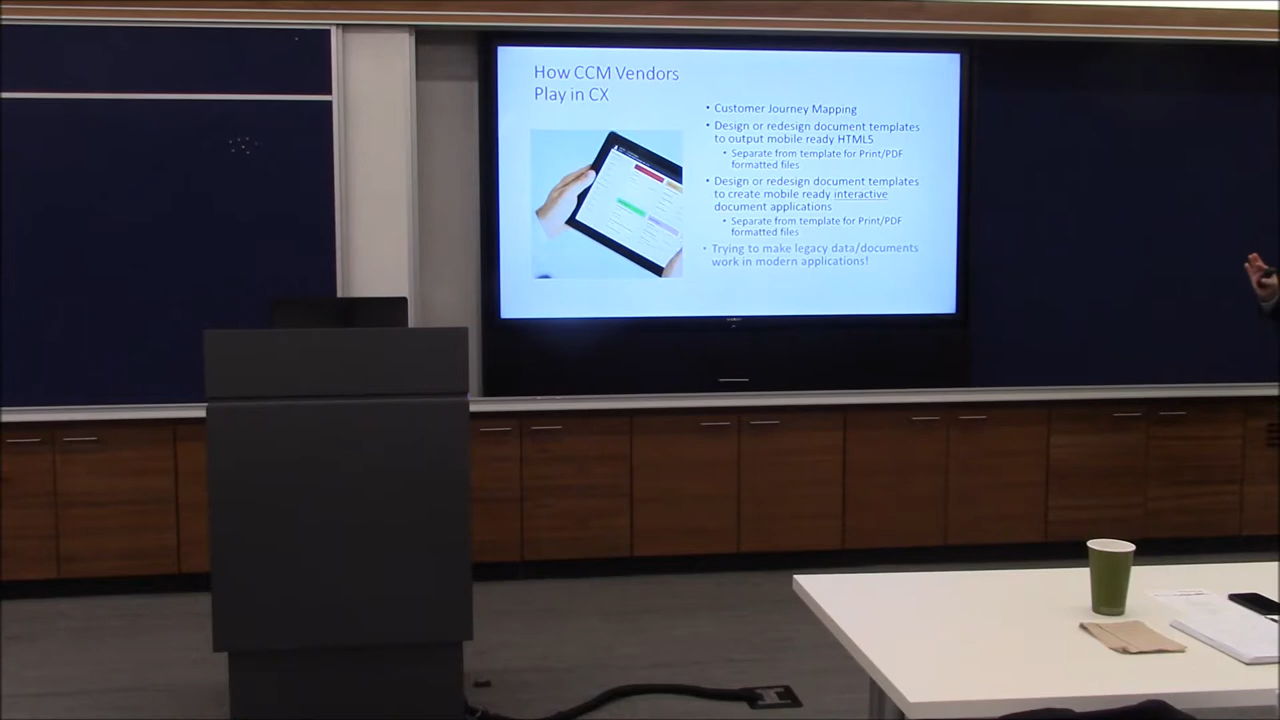 How CCM Vendors
Play in CX
• Customer Journey Mapping
• Design or redesign document templates
to output mobile ready HTML5
• Separate from template for Print/PDF
formatted files
• Design or redesign document templates
to create mobile ready interactive
document applications
• Separate from template for Print/PDF
formatted files
• Trying to make legacy data/documents
work in modern applications!